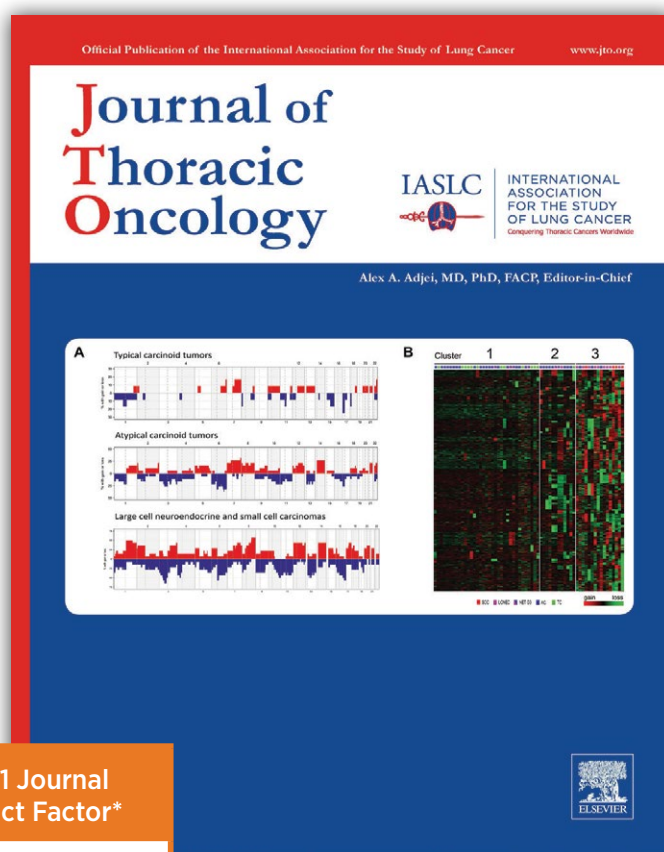 Official Publication of the International Association for the Study of Lung Cancer www.jto.org
Journal of
Thoracic
Oncology
IASLC
INTERNATIONAL
ASSOCIATION
FOR THE STUDY
OF LUNG CANCER
Conquering Thoracic Cancers Worldwide
Alex A. Adjei, MD, PhD, FACP, Editor-in-Chief
A
Typical carcinoid tumors
Atypical carcinoid tumors
Large cell neuroendocrine and small cell carcinomas
B
Cluster 1 2 3
1 Journal
ct Factor*
ELSEVIER